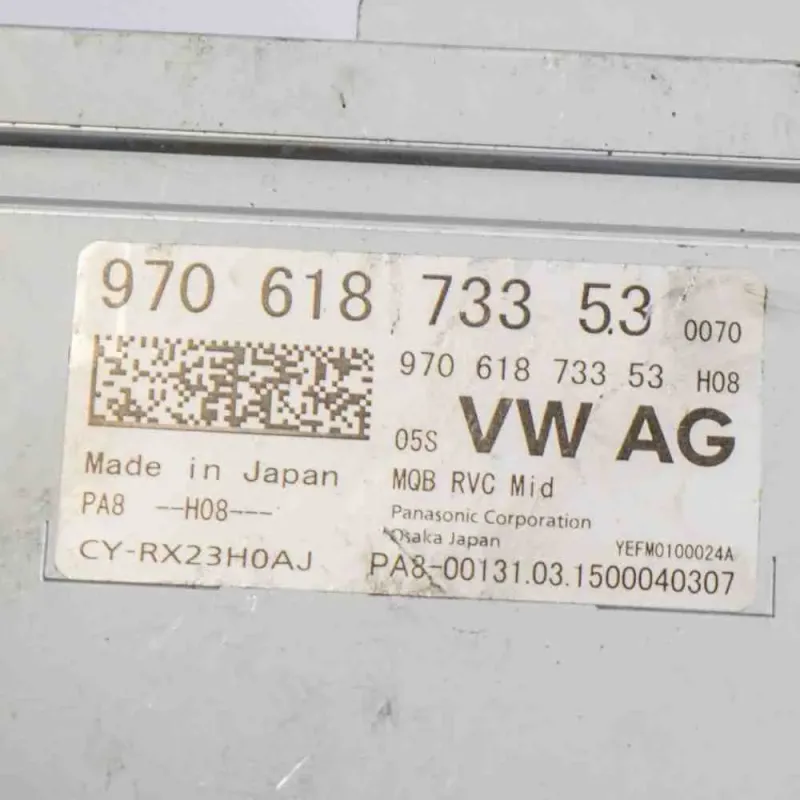 970 618 733 53 0070
970 618 733 53 H08
05S VW AG
Made in Japan
MQB RVC Mid
PA8 --H08---
Panasonic Corporation
Osaka Japan
YEFM0100024A
CY-RX23H0AJ
PA8-00131.03.1500040307